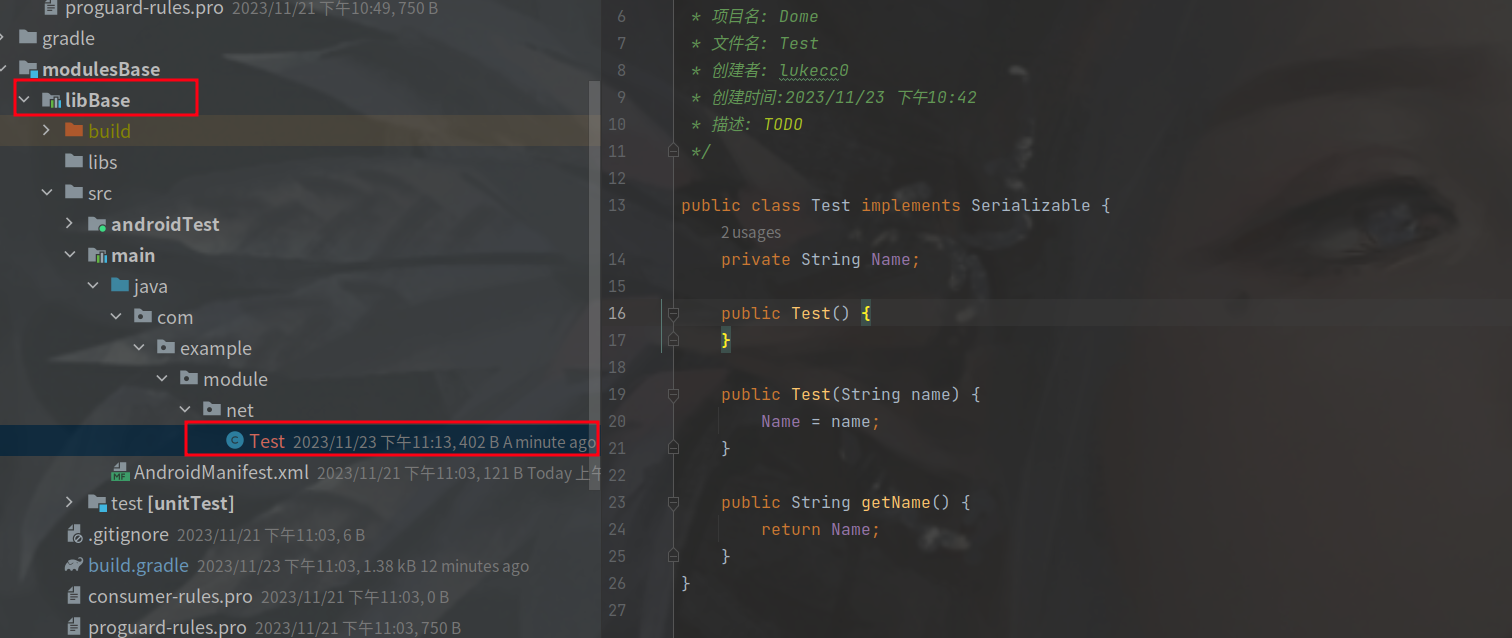 proguard-rules.pro 2023/11/21 下午10:49, 750 B
gradle
modulesBase
libBase
build
libs
src
androidTest
main
java
com
example
module
net
Test 2023/11/23 下午11:13, 402 B A minute ago
AndroidManifest.xml 2023/11/21 下午11:03, 121 B Today 上午
test [unitTest]
.gitignore 2023/11/21 下午11:03, 6 B
build.gradle 2023/11/23 下午11:03, 1.38 kB 12 minutes ago
consumer-rules.pro 2023/11/21 下午11:03, 0 B
proguard-rules.pro 2023/11/21 下午11:03, 750 B
6 * 项目名: Dome
7 * 文件名: Test
8 * 创建者: lukecc0
9 * 创建时间:2023/11/23 下午10:42
10 * 描述: TODO
11 */
12
13 public class Test implements Serializable {
2 usages
14 private String Name;
15
16 public Test() {
17 }
18
19 public Test(String name) {
20 Name = name;
21 }
22
23 public String getName() {
24 return Name;
25 }
26 }
27